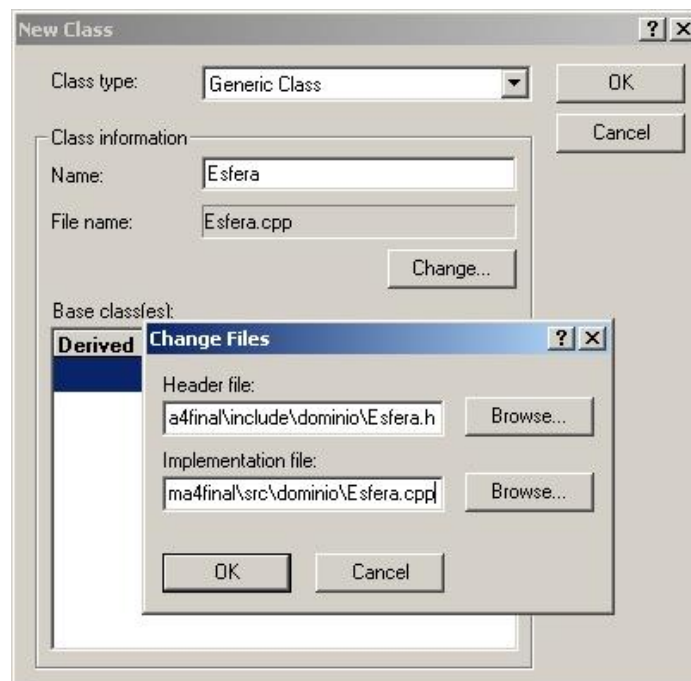 New Class
Class type: Generic Class OK
Cancel
Class information
Name: Esfera
File name: Esfera.cpp
Change...
Base class(es):
Derived
Change Files
Header file:
a4final\include\dominio\Esfera.h Browse...
Implementation file:
ma4final\src\dominio\Esfera.cpp Browse...
OK Cancel